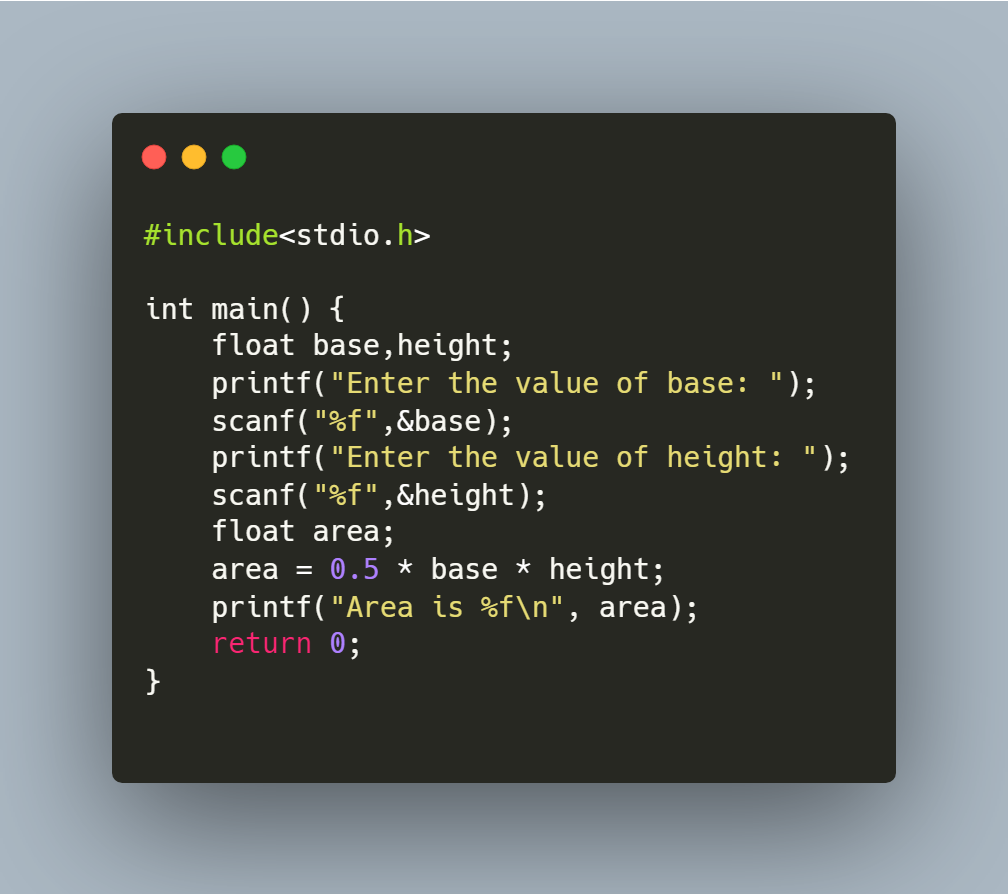 #include<stdio.h>

int main() {
    float base,height;
    printf("Enter the value of base: ");
    scanf("%f",&base);
    printf("Enter the value of height: ");
    scanf("%f",&height);
    float area;
    area = 0.5 * base * height;
    printf("Area is %f\n", area);
    return 0;
}